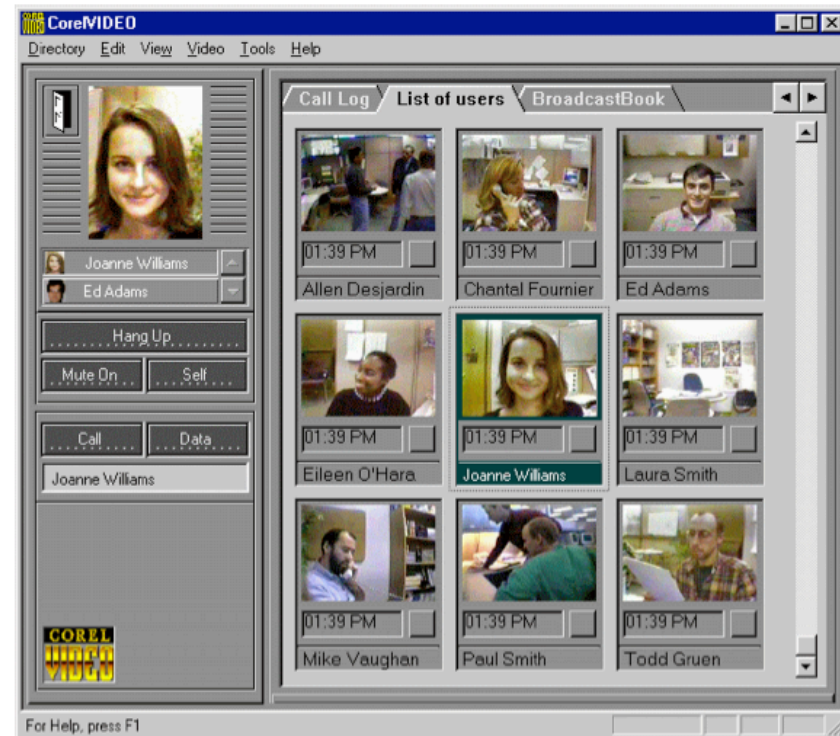 CorelVIDEO
Directory Edit View Video Tools Help
Joanne Williams
Ed Adams
Hang Up
Mute On Self
Call Data
Joanne Williams
COREL
VIDEO
Call Log List of users BroadcastBook
01:39 PM 01:39 PM 01:39 PM
Allen Desjardin Chantal Fournier Ed Adams
01:39 PM 01:39 PM 01:39 PM
Eileen O'Hara Joanne Williams Laura Smith
01:39 PM 01:39 PM 01:39 PM
Mike Vaughan Paul Smith Todd Gruen
For Help, press F1